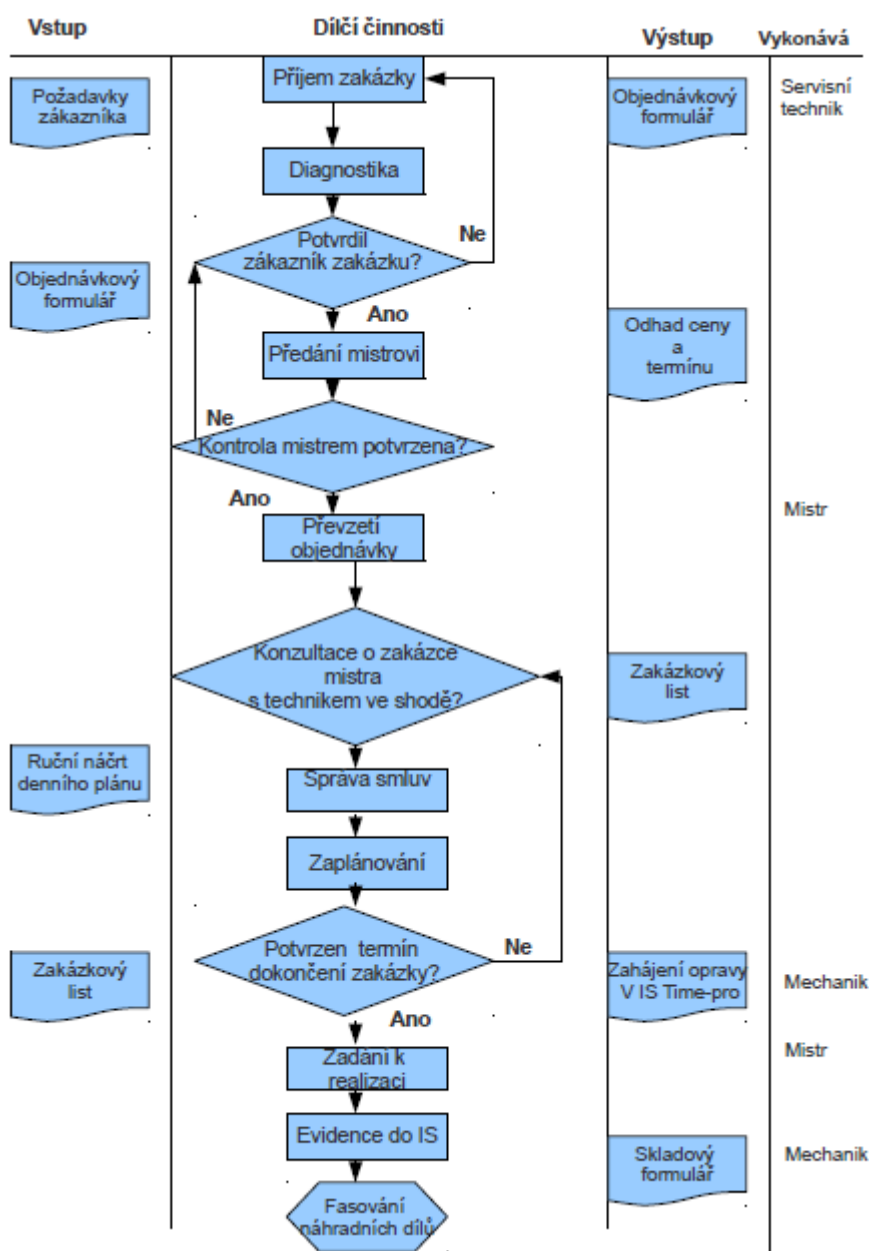 Vstup
Dílčí činnosti
Výstup
Vykonává
Příjem zakázky
Požadavky
zákazníka
Objednávkový
formulář
Servisní
technik
Diagnostika
Potvrdil
zákazník zakázku?
Ne
Objednávkový
formulář
Ano
Odhad ceny
a
termínu
Předání mistrovi
Ne
Kontrola mistrem potvrzena?
Ano
Převzetí
objednávky
Mistr
Konzultace o zakázce
mistra
s technikem ve shodě?
Zakázkový
list
Ruční náčrt
denního plánu
Správa smluv
Zaplánování
Potvrzen termín
dokončení zakázky?
Ne
Zakázkový
list
Zahájení opravy
V IS Time-pro
Mechanik
Ano
Zadání k
realizaci
Mistr
Evidence do IS
Skladový
formulář
Mechanik
Fasování
náhradních dílů